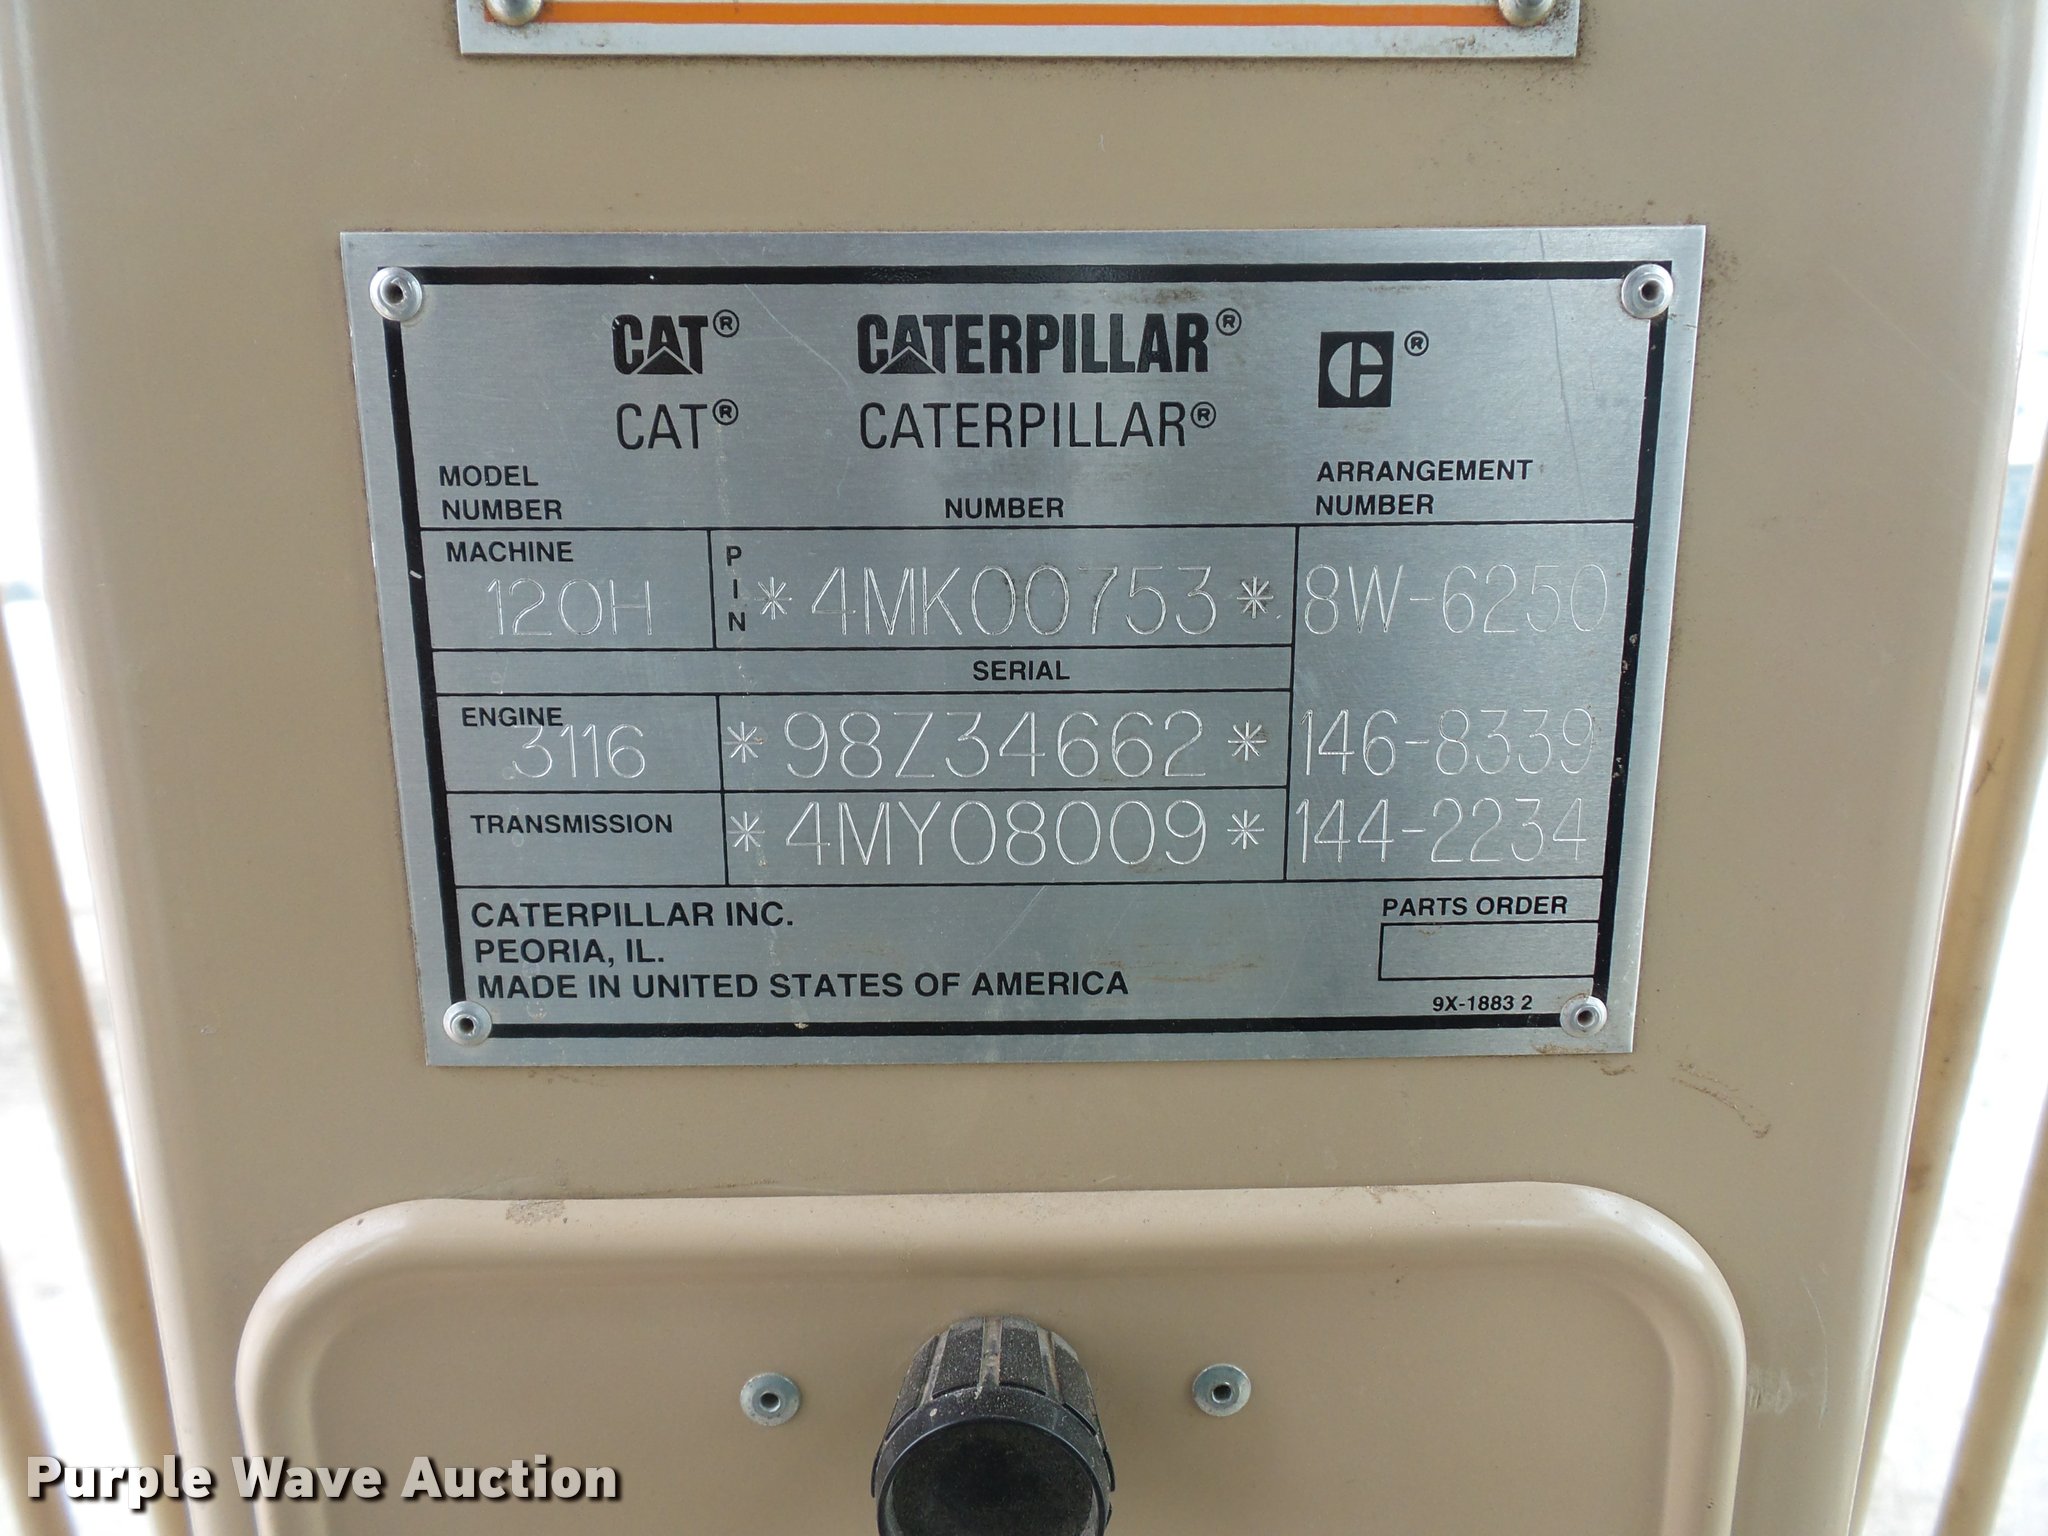 CAT® CATERPILLAR® ®
CAT® CATERPILLAR®
MODEL NUMBER
NUMBER
ARRANGEMENT NUMBER
MACHINE
120H
PIN
*4MK00753*
8W-6250
SERIAL
ENGINE
3116
*98Z34662*
146-8339
TRANSMISSION
*4MY08009*
144-2234
CATERPILLAR INC.
PEORIA, IL.
MADE IN UNITED STATES OF AMERICA
PARTS ORDER
9X-1883 2
Purple Wave Auction